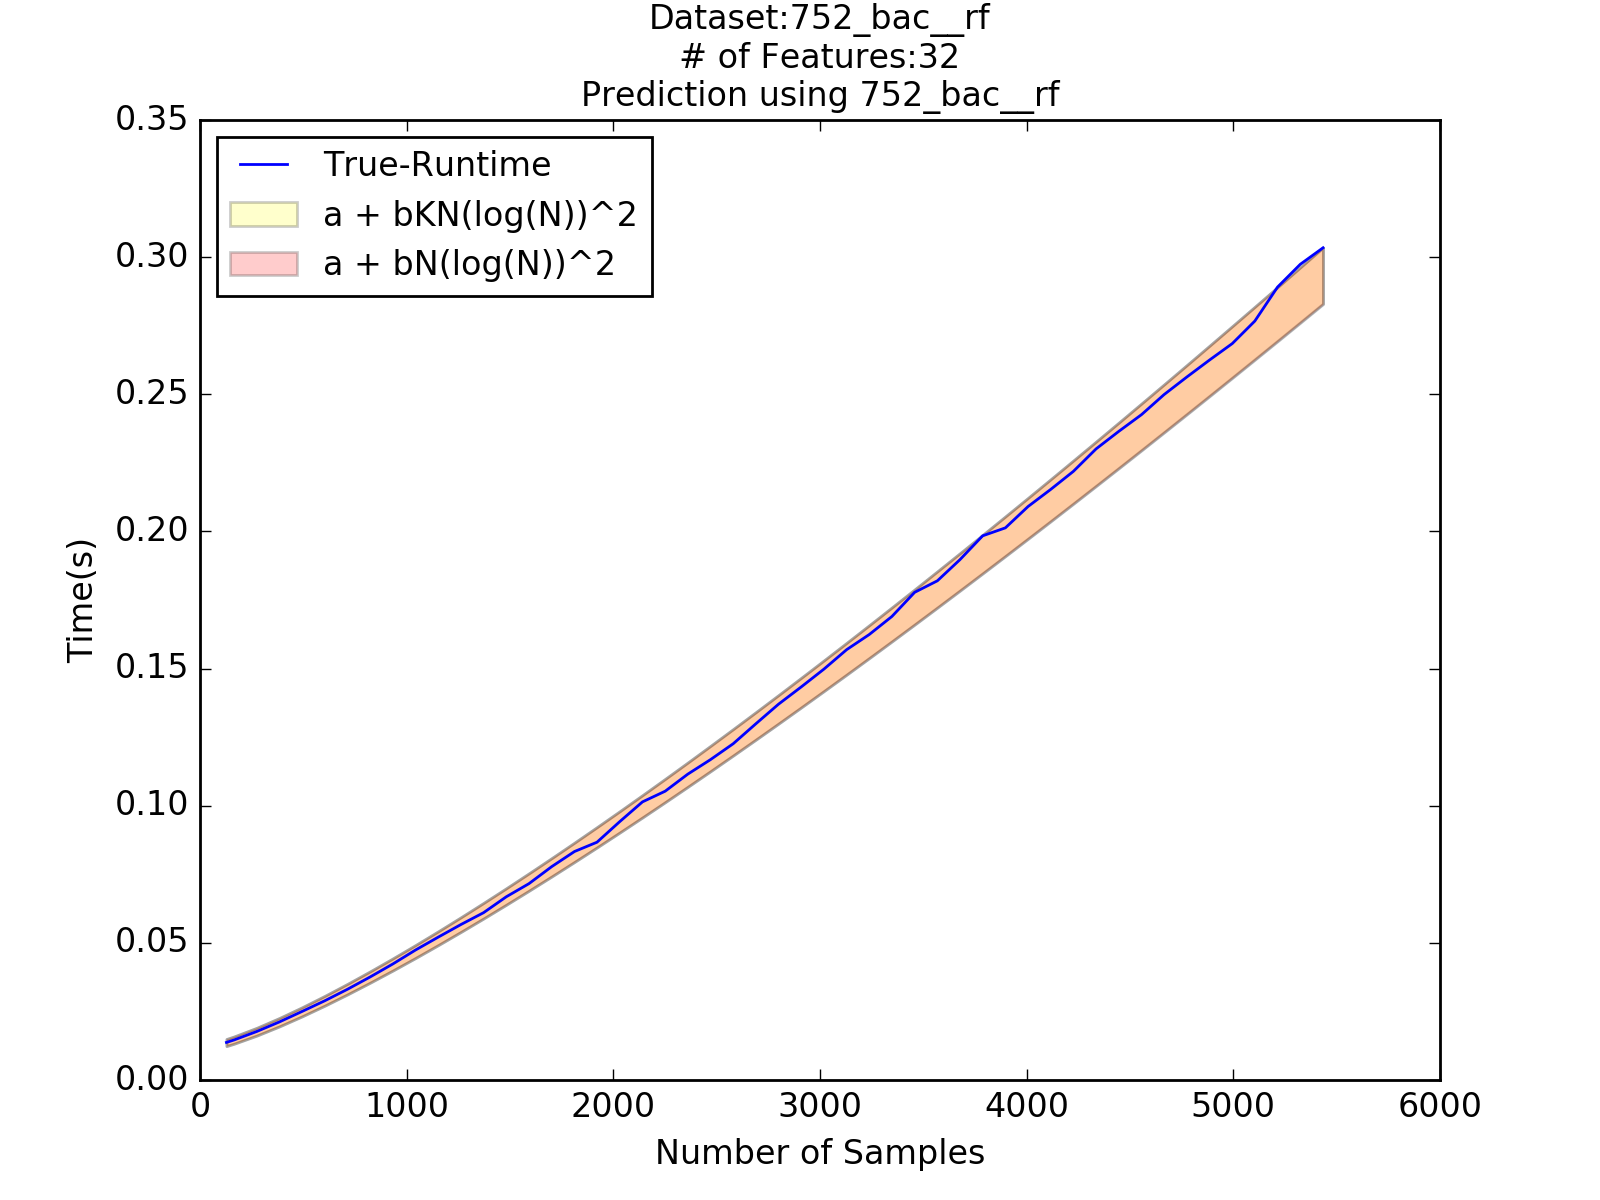 Dataset:752_bac__rf
# of Features:32
Prediction using 752_bac__rf
True-Runtime
a + bKN(log(N))^2
a + bN(log(N))^2
0.35
0.30
0.25
0.20
0.15
0.10
0.05
0.00
Time(s)
0 1000 2000 3000 4000 5000 6000
Number of Samples